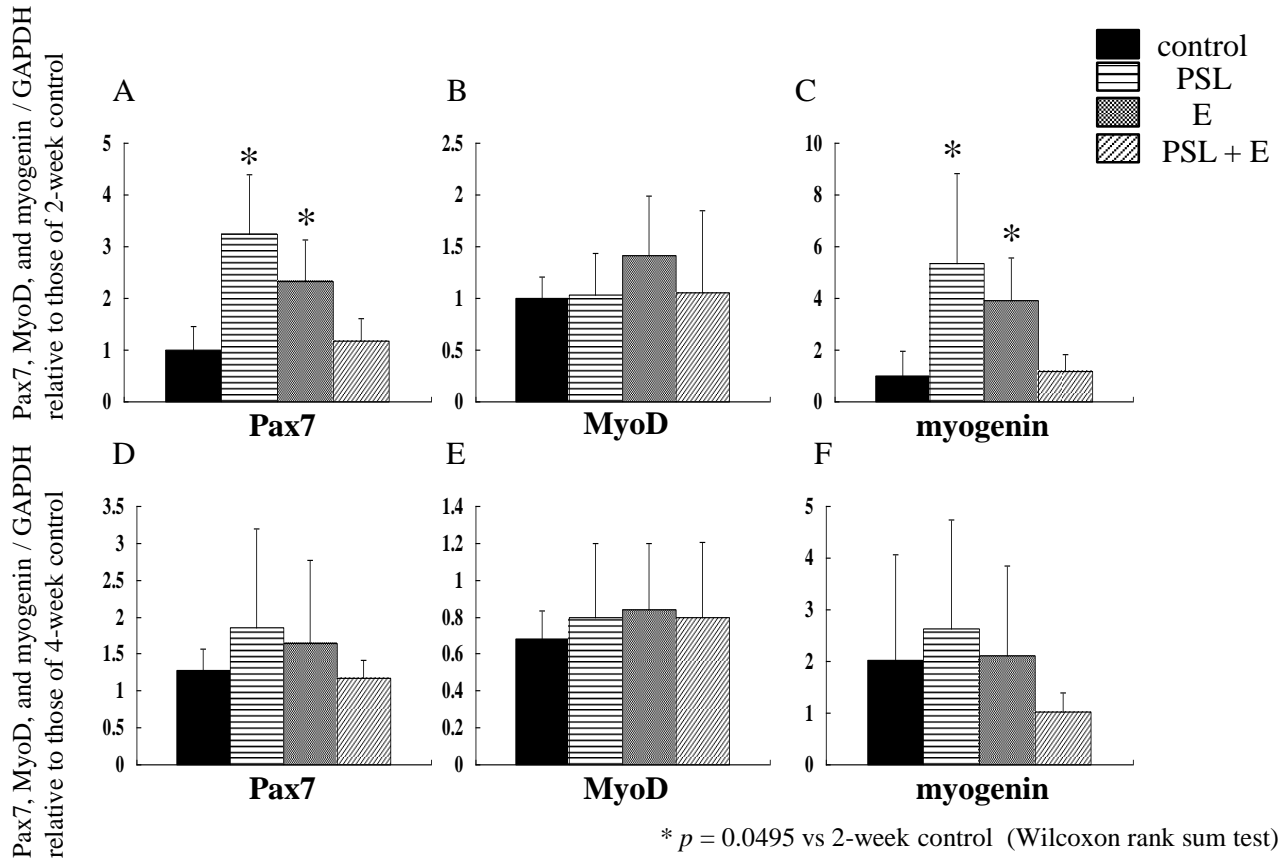 Pax7, MyoD, and myogenin / GAPDH
relative to those of 2-week control
control
PSL
E
PSL + E
A
5
4
3
2
1
0
*
*
Pax7
B
2.5
2
1.5
1
0.5
0
MyoD
C
10
8
6
4
2
0
*
*
myogenin
Pax7, MyoD, and myogenin / GAPDH
relative to those of 4-week control
D
3.5
3
2.5
2
1.5
1
0.5
0
Pax7
E
1.4
1.2
1
0.8
0.6
0.4
0.2
0
MyoD
F
5
4
3
2
1
0
myogenin
* p = 0.0495 vs 2-week control (Wilcoxon rank sum test)